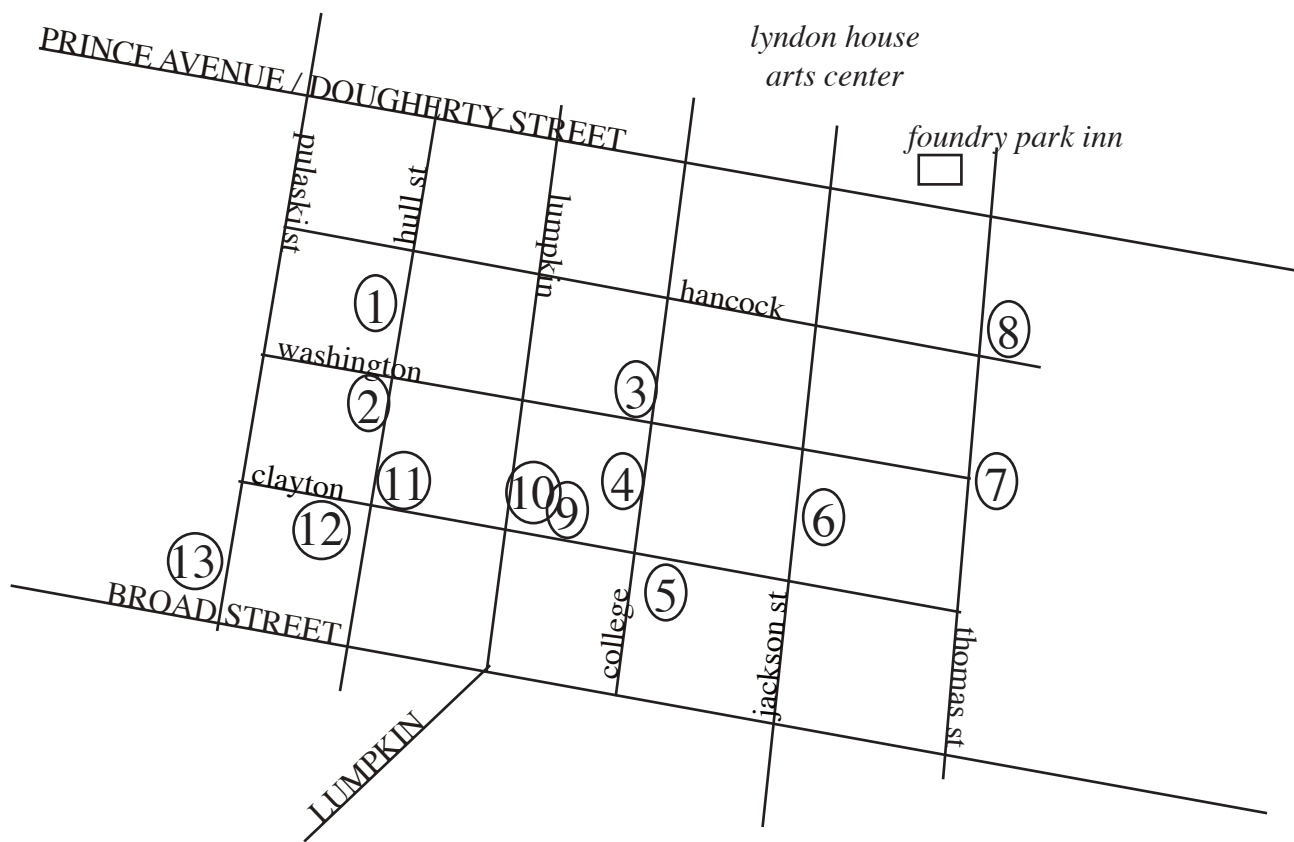 lyndon house
arts center
PRINCE AVENUE / DOUGHERTY STREET
foundry park inn
pulaski st
hull st
lumpkin
hancock
1
8
washington
3
2
clayton
11
10
9
4
7
6
12
13
5
BROAD STREET
college
jackson st
thomas st
LUMPKIN